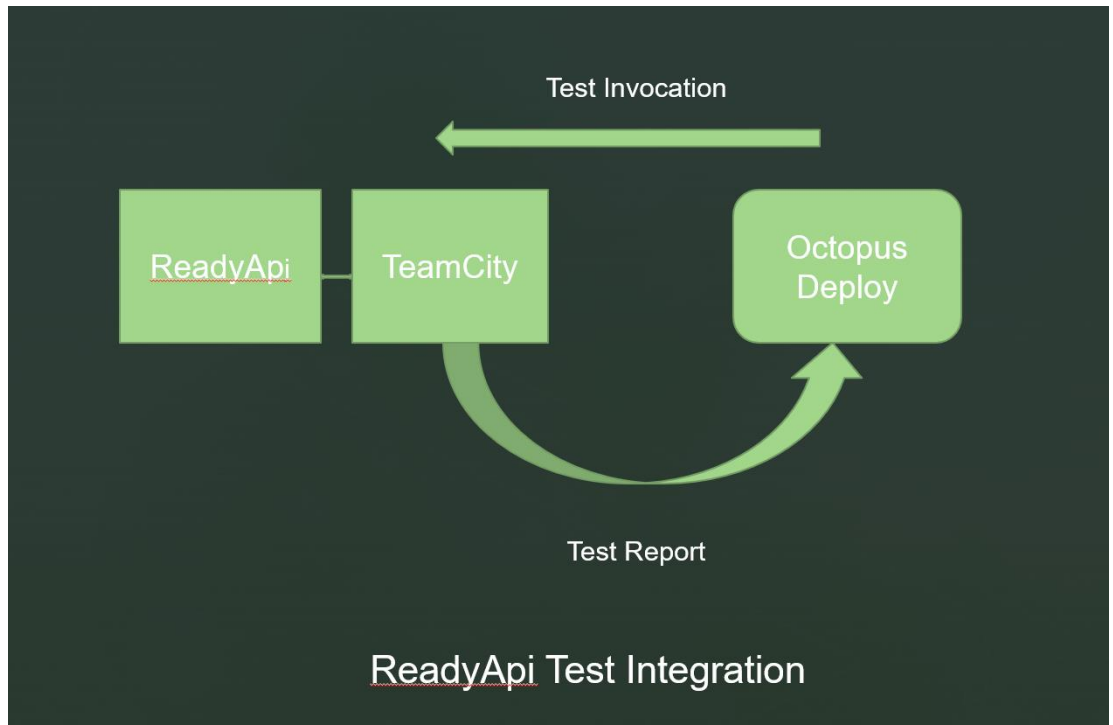 Test Invocation
ReadyApi
TeamCity
Octopus
Deploy
Test Report
ReadyApi Test Integration